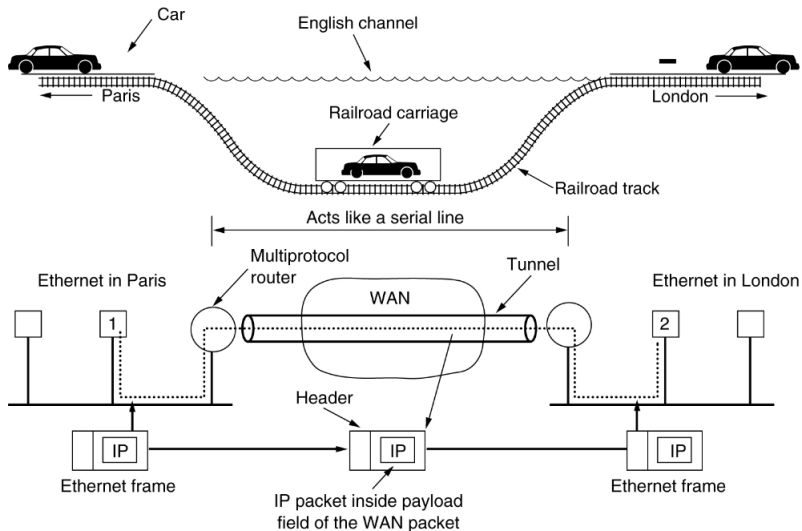 Car
English channel
Paris
London
Railroad carriage
Railroad track
Acts like a serial line
Multiprotocol
router
Tunnel
Ethernet in Paris
Ethernet in London
WAN
1
2
Header
IP
IP
IP
Ethernet frame
Ethernet frame
IP packet inside payload
field of the WAN packet